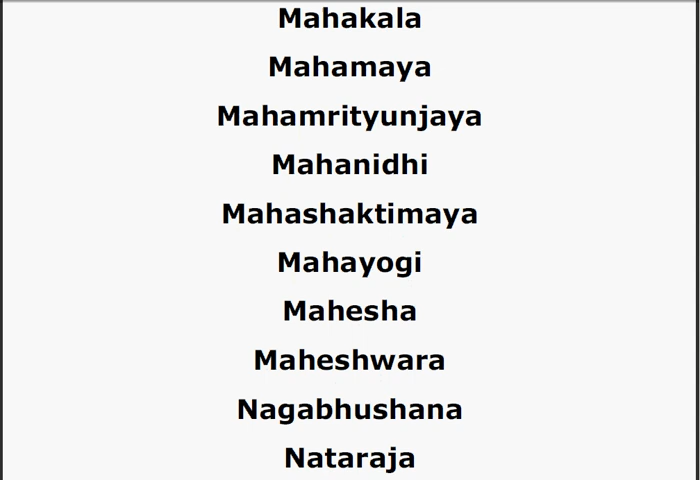 Mahakala
Mahamaya
Mahamrityunjaya
Mahanidhi
Mahashaktimaya
Mahayogi
Mahesha
Maheshwara
Nagabhushana
Nataraja